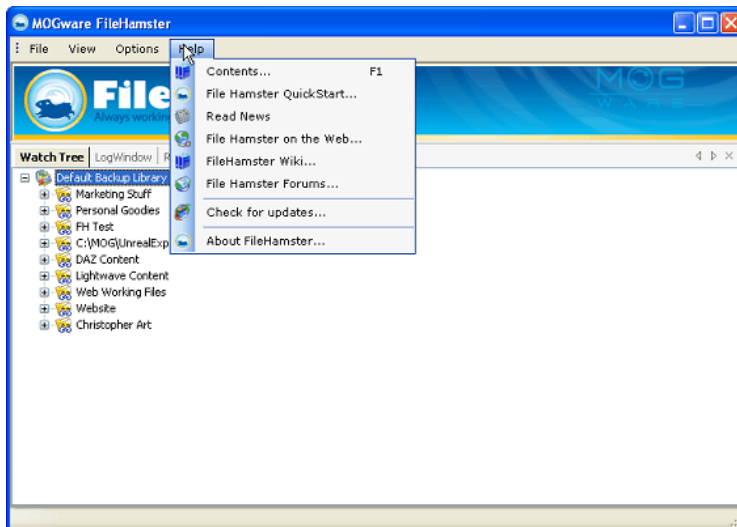 MOGware FileHamster
File View Options Help
Contents... F1
File Hamster QuickStart...
Read News
File Hamster on the Web...
FileHamster Wiki...
File Hamster Forums...
Check for updates...
About FileHamster...
File
Always workin
MOG
WARE
Watch Tree LogWindow R
Default Backup Library
Marketing Stuff
Personal Goodies
FH Test
C:\MOG\UnrealExp
DAZ Content
Lightwave Content
Web Working Files
Website
Christopher Art